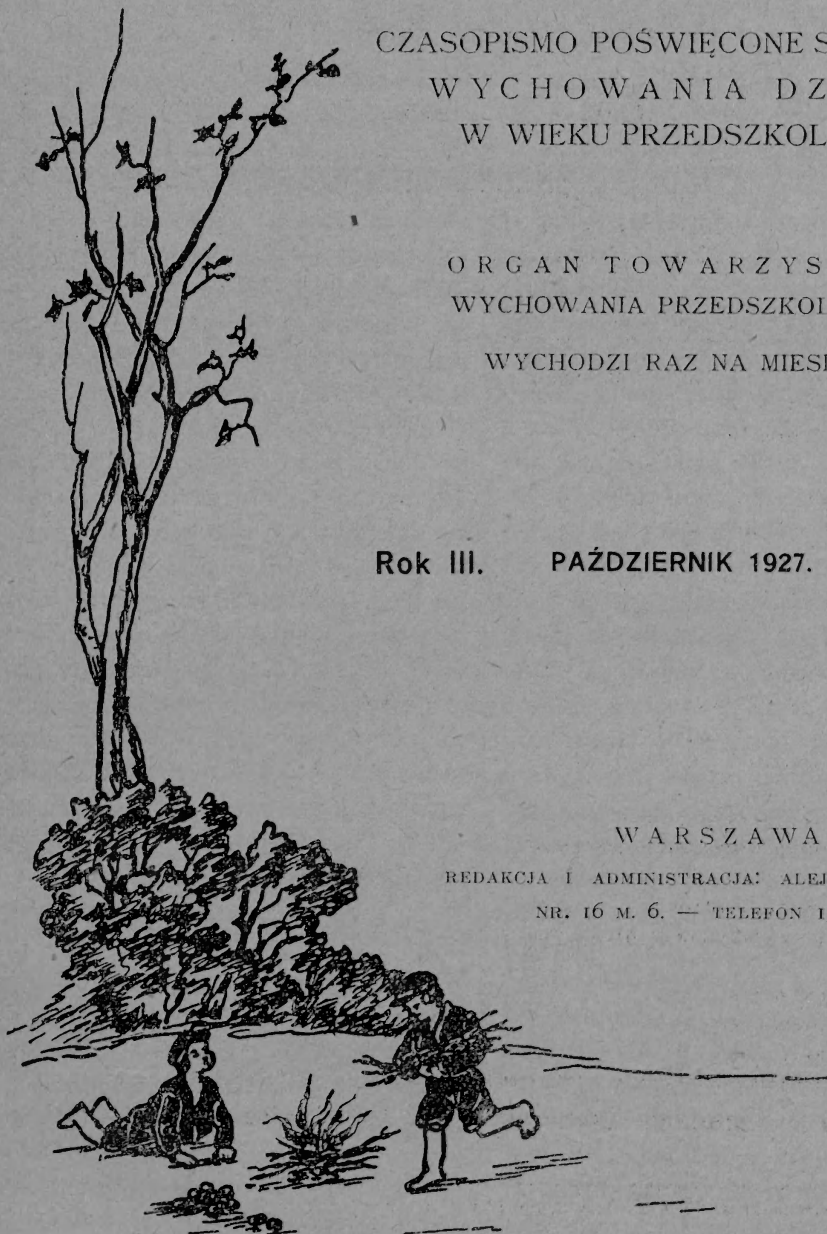 CZASOPISMO POŚWIĘCONE S
WYCHOWANIA DZ
W WIEKU PRZEDSZKOL
ORGAN TOWARZYS
WYCHOWANIA PRZEDSZKOL
WYCHODZI RAZ NA MIESI
Rok III. PAŹDZIERNIK 1927.
WARSZAWA
REDAKCJA I ADMINISTRACJA: ALEJ
NR. 16 M. 6. — TELEFON 1